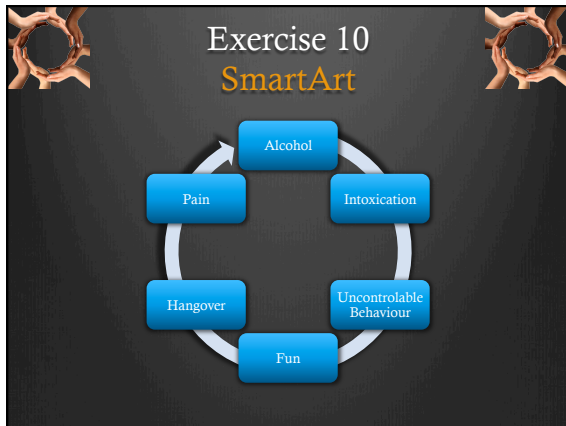 Exercise 10
SmartArt
Alcohol
Intoxication
Uncontrolable
Behaviour
Fun
Hangover
Pain